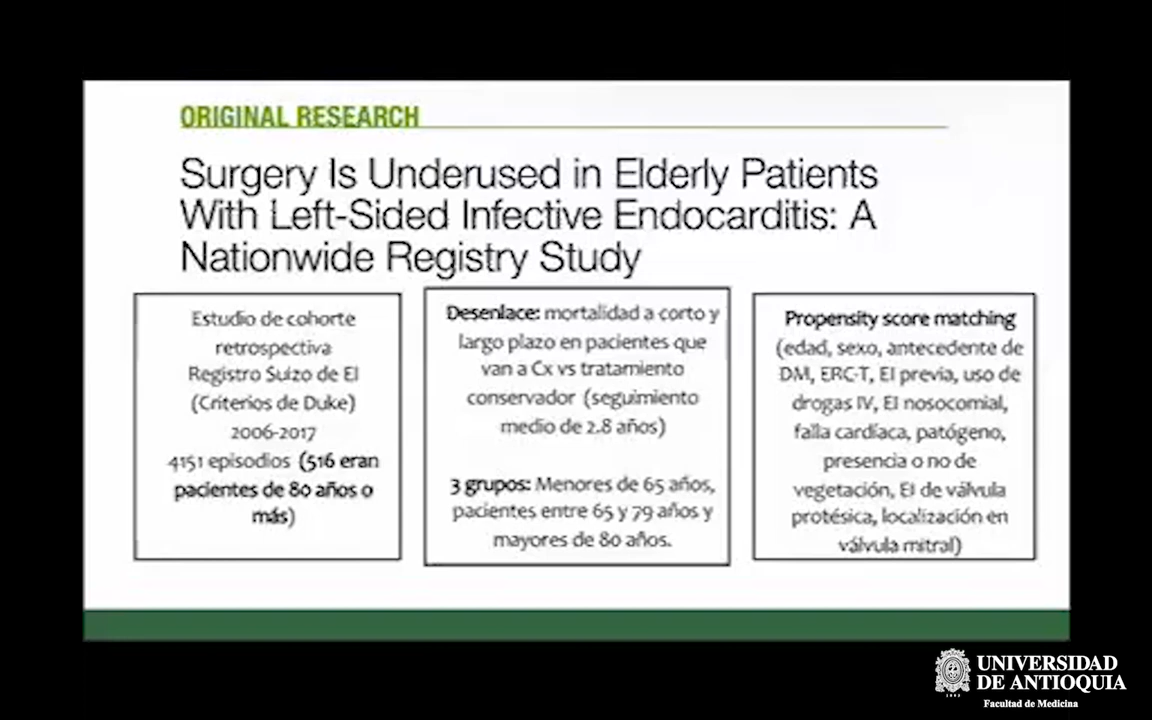 ORIGINAL RESEARCH
Surgery Is Underused in Elderly Patients
With Left-Sided Infective Endocarditis: A
Nationwide Registry Study
Estudio de cohorte
retrospectiva
Registro Suizo de EI
(Criterios de Duke)
2006-2017
4151 episodios (516 eran
pacientes de 80 años o
más)
Desenlace: mortalidad a corto y
largo plazo en pacientes que
van a Cx vs tratamiento
conservador (seguimiento
medio de 2.8 años)
3 grupos: Menores de 65 años,
pacientes entre 65 y 79 años y
mayores de 80 años.
Propensity score matching
(edad, sexo, antecedente de
DM, ERC-T, EI previa, uso de
drogas IV, EI nosocomial,
falla cardíaca, patógeno,
presencia o no de
vegetación, EI de válvula
protésica, localización en
válvula mitral)
UNIVERSIDAD
DE ANTIOQUIA
Facultad de Medicina